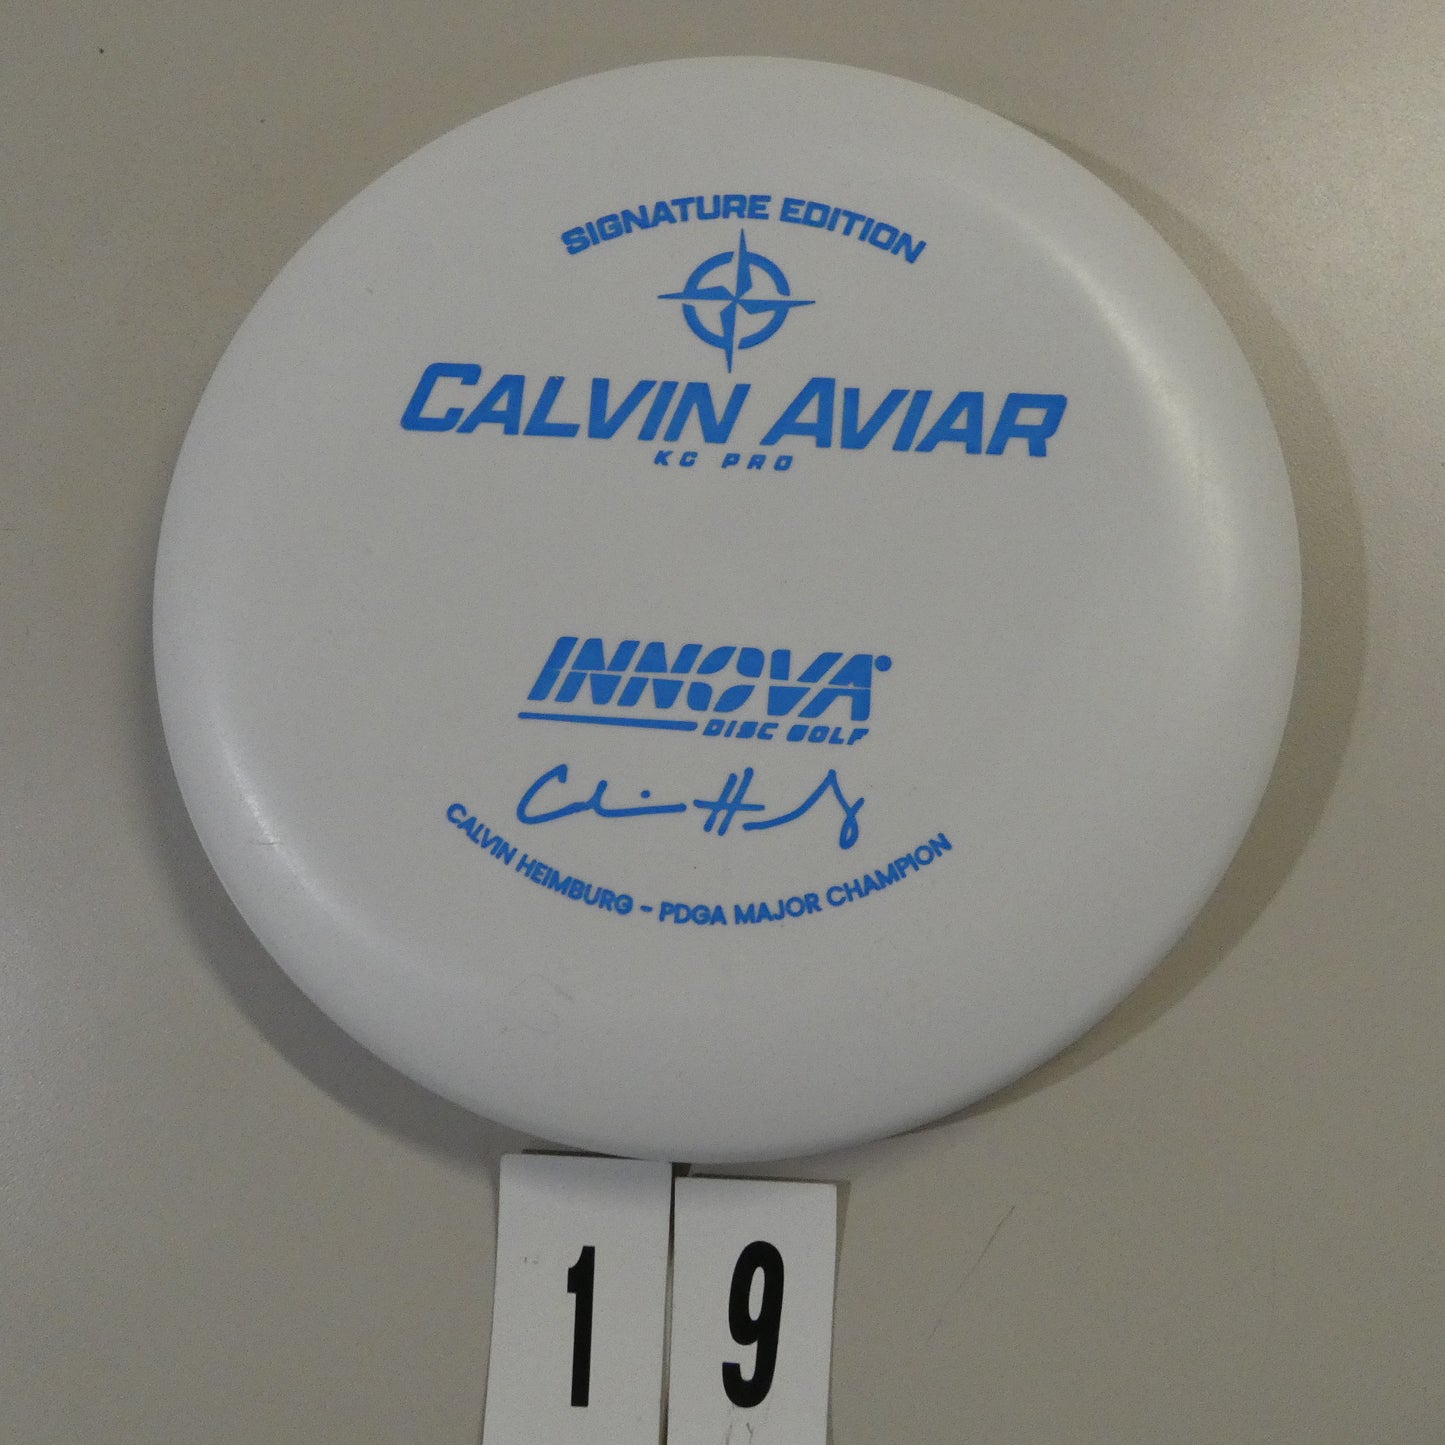 SIGNATURE EDITION
CALVIN AVIAR
KC PRO
INNOVA
DISC GOLF
CALVIN HEIMBURG - PDGA MAJOR CHAMPION
1 9